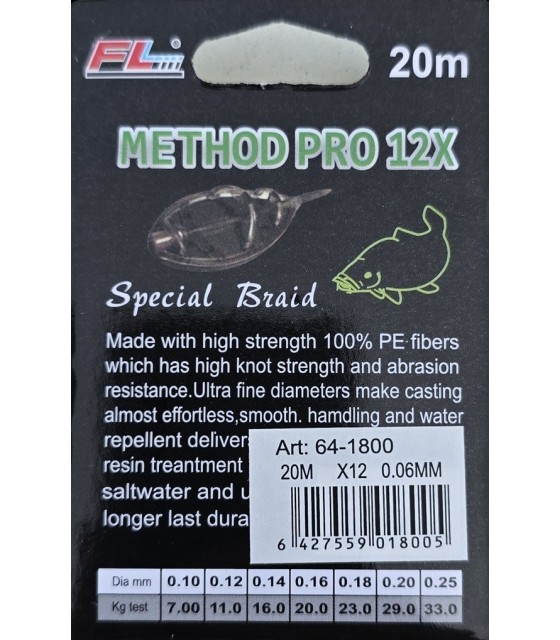 FL ®
20m
METHOD PRO 12X
Special Braid
Made with high strength 100% PE fibers
which has high knot strength and abrasion
resistance.Ultra fine diameters make casting
almost effortless,smooth. hamdling and water
repellent
resin treantment
saltwater and
longer last
Art: 64-1800
20M X12 0.06MM
6 427559 018005
Dia mm 0.10 0.12 0.14 0.16 0.18 0.20 0.25
Kg test 7.00 11.0 16.0 20.0 23.0 29.0 33.0